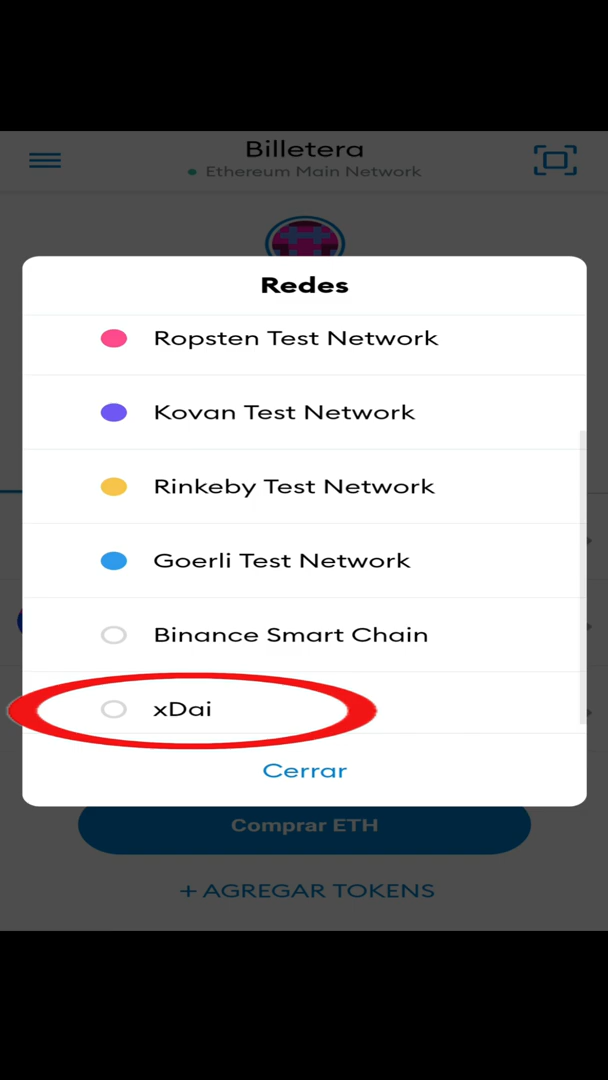 Billetera
Ethereum Main Network
Redes
Ropsten Test Network
Kovan Test Network
Rinkeby Test Network
Goerli Test Network
Binance Smart Chain
xDai
Cerrar
Comprar ETH
+ AGREGAR TOKENS